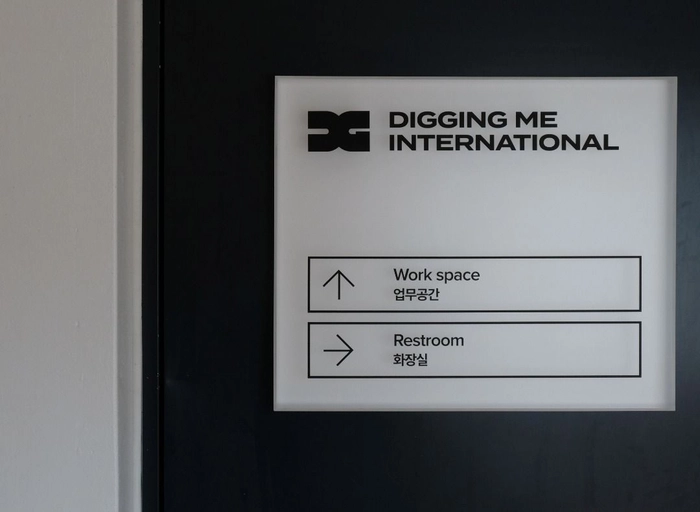 DIGGING ME
INTERNATIONAL
Work space
업무공간
Restroom
화장실